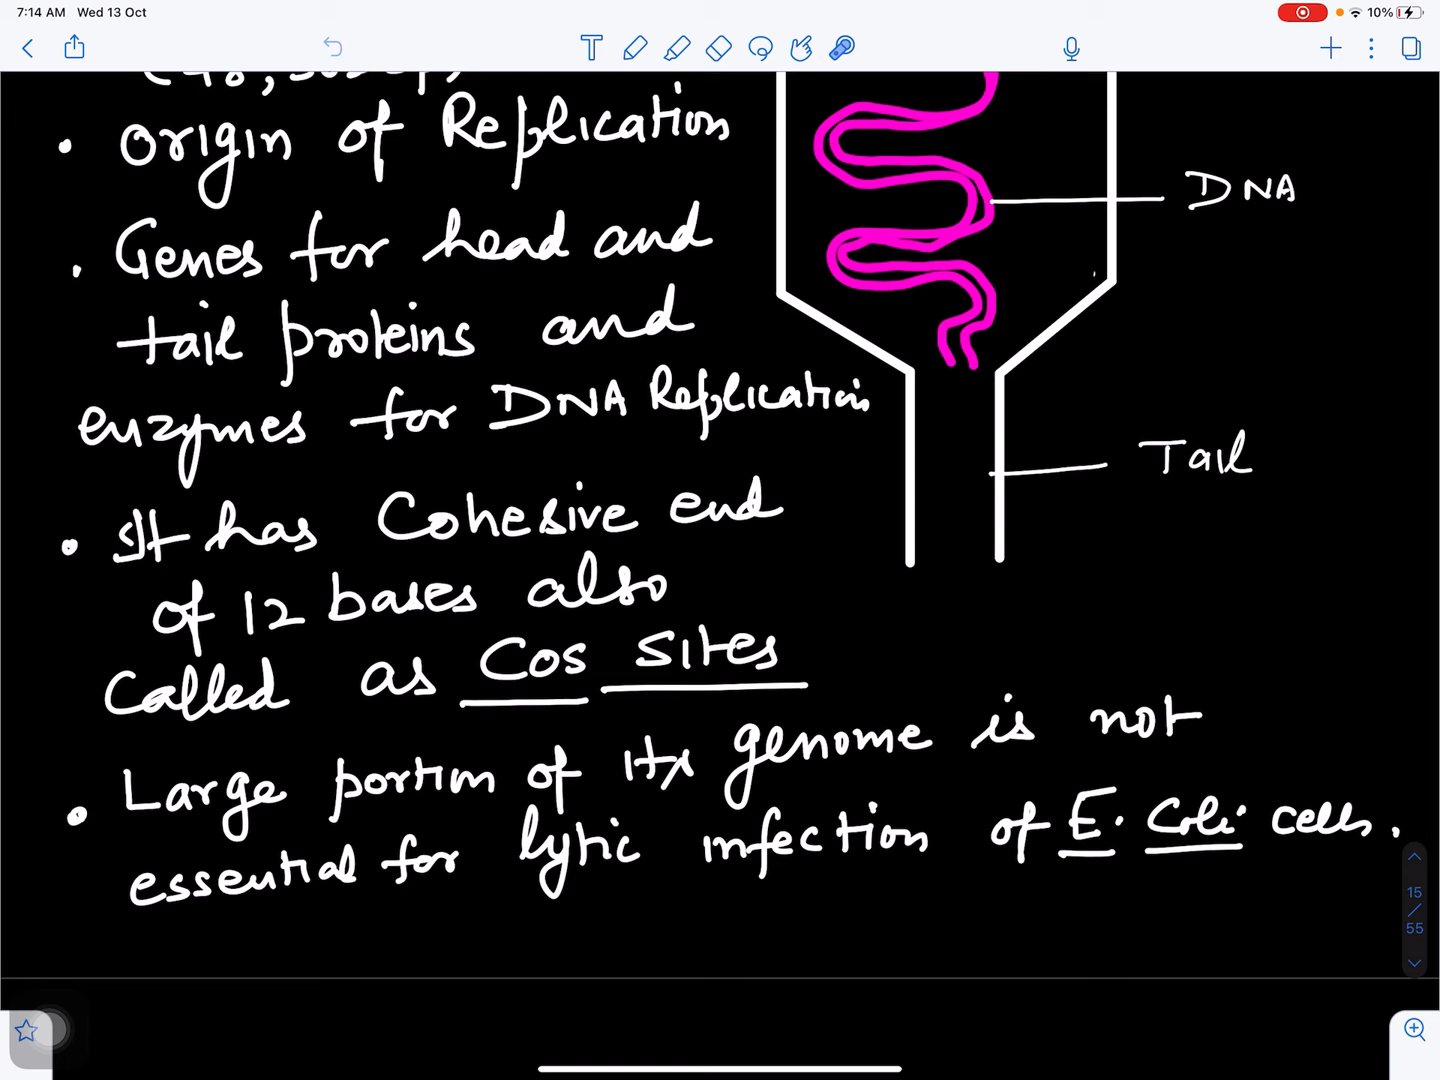 7:14 AM Wed 13 Oct
10%
• Origin of Replication
DNA
• Genes for head and
tail proteins and
enzymes for DNA Replication
Tail
• It has Cohesive end
of 12 bases also
Called as Cos Sites
• Large portion of its genome is not
essential for lytic infection of E. Coli cells.
15
/
55